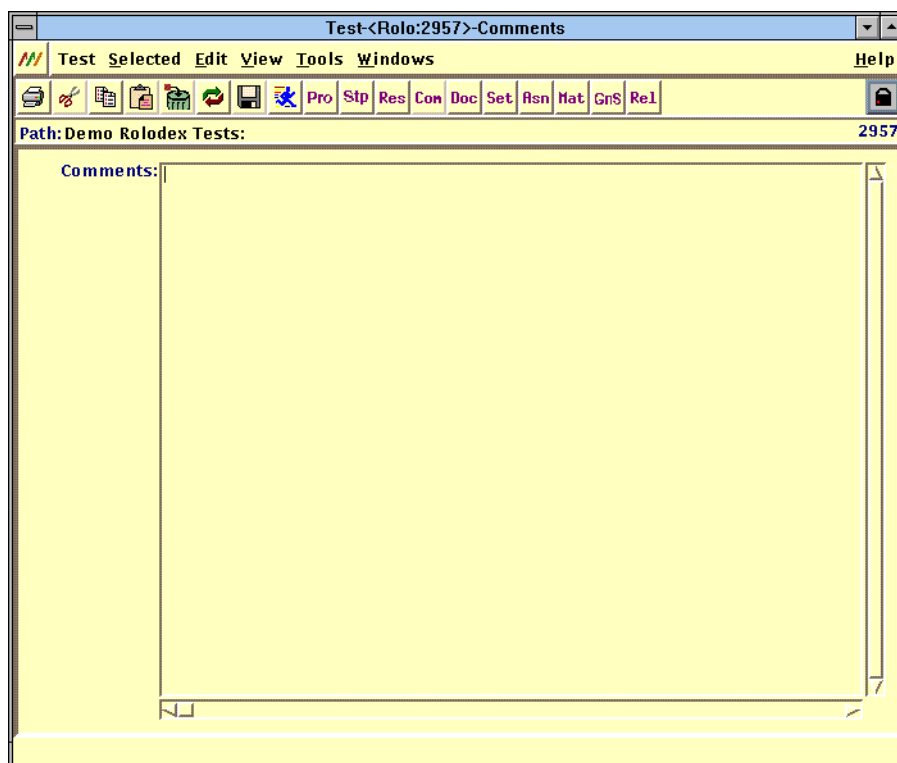 Test-<Rolo:2957>-Comments
Test Selected Edit View Tools Windows Help
Pro Stp Res Com Doc Set Asn Mat GnS Rel
Path: Demo Rolodex Tests: 2957
Comments: